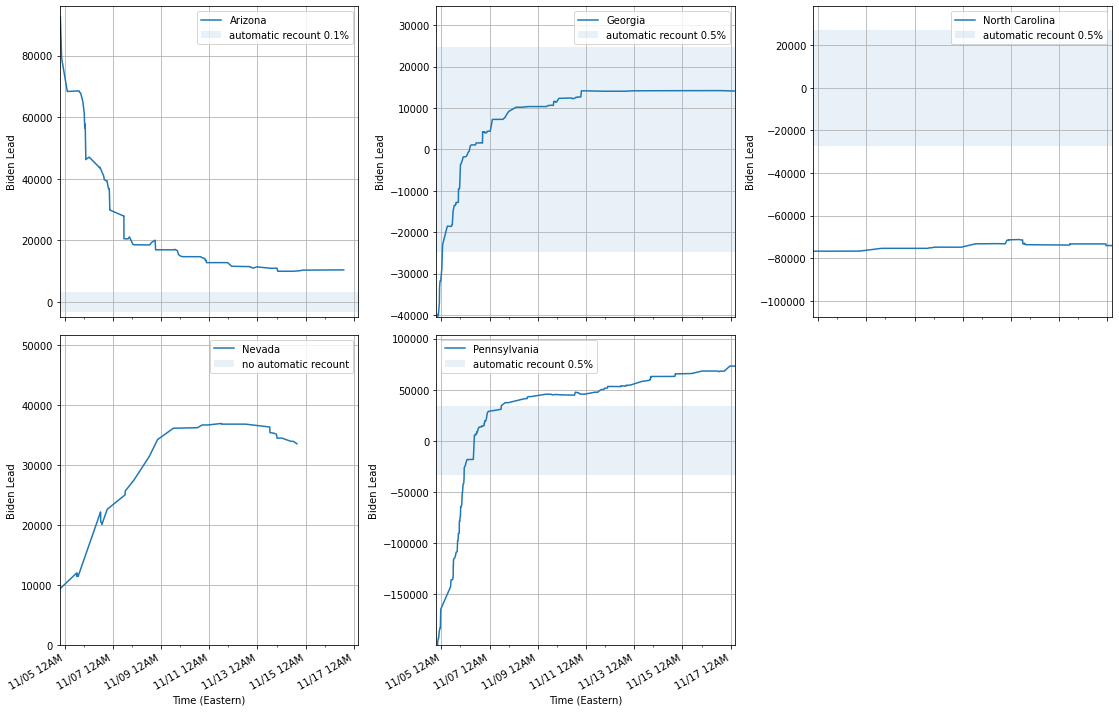 Arizona
automatic recount 0.1%
80000
60000
40000
20000
0
Biden Lead
Georgia
automatic recount 0.5%
30000
20000
10000
0
−10000
−20000
−30000
−40000
Biden Lead
North Carolina
automatic recount 0.5%
20000
0
−20000
−40000
−60000
−80000
−100000
Biden Lead
Nevada
no automatic recount
50000
40000
30000
20000
10000
0
Biden Lead
11/05 12AM
11/07 12AM
11/09 12AM
11/11 12AM
11/13 12AM
11/15 12AM
11/17 12AM
Time (Eastern)
Pennsylvania
automatic recount 0.5%
100000
50000
0
−50000
−100000
−150000
Biden Lead
11/05 12AM
11/07 12AM
11/09 12AM
11/11 12AM
11/13 12AM
11/15 12AM
11/17 12AM
Time (Eastern)